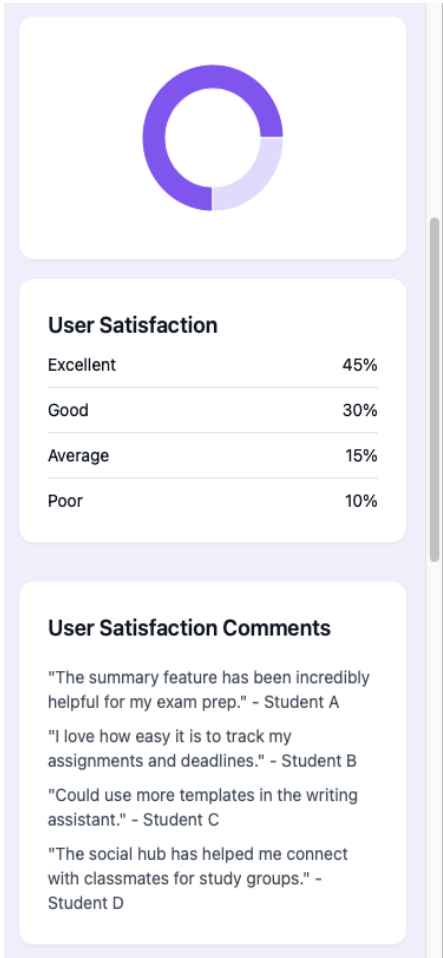 User Satisfaction
Excellent 45%
Good 30%
Average 15%
Poor 10%
User Satisfaction Comments
"The summary feature has been incredibly
helpful for my exam prep." - Student A
"I love how easy it is to track my
assignments and deadlines." - Student B
"Could use more templates in the writing
assistant." - Student C
"The social hub has helped me connect
with classmates for study groups." -
Student D